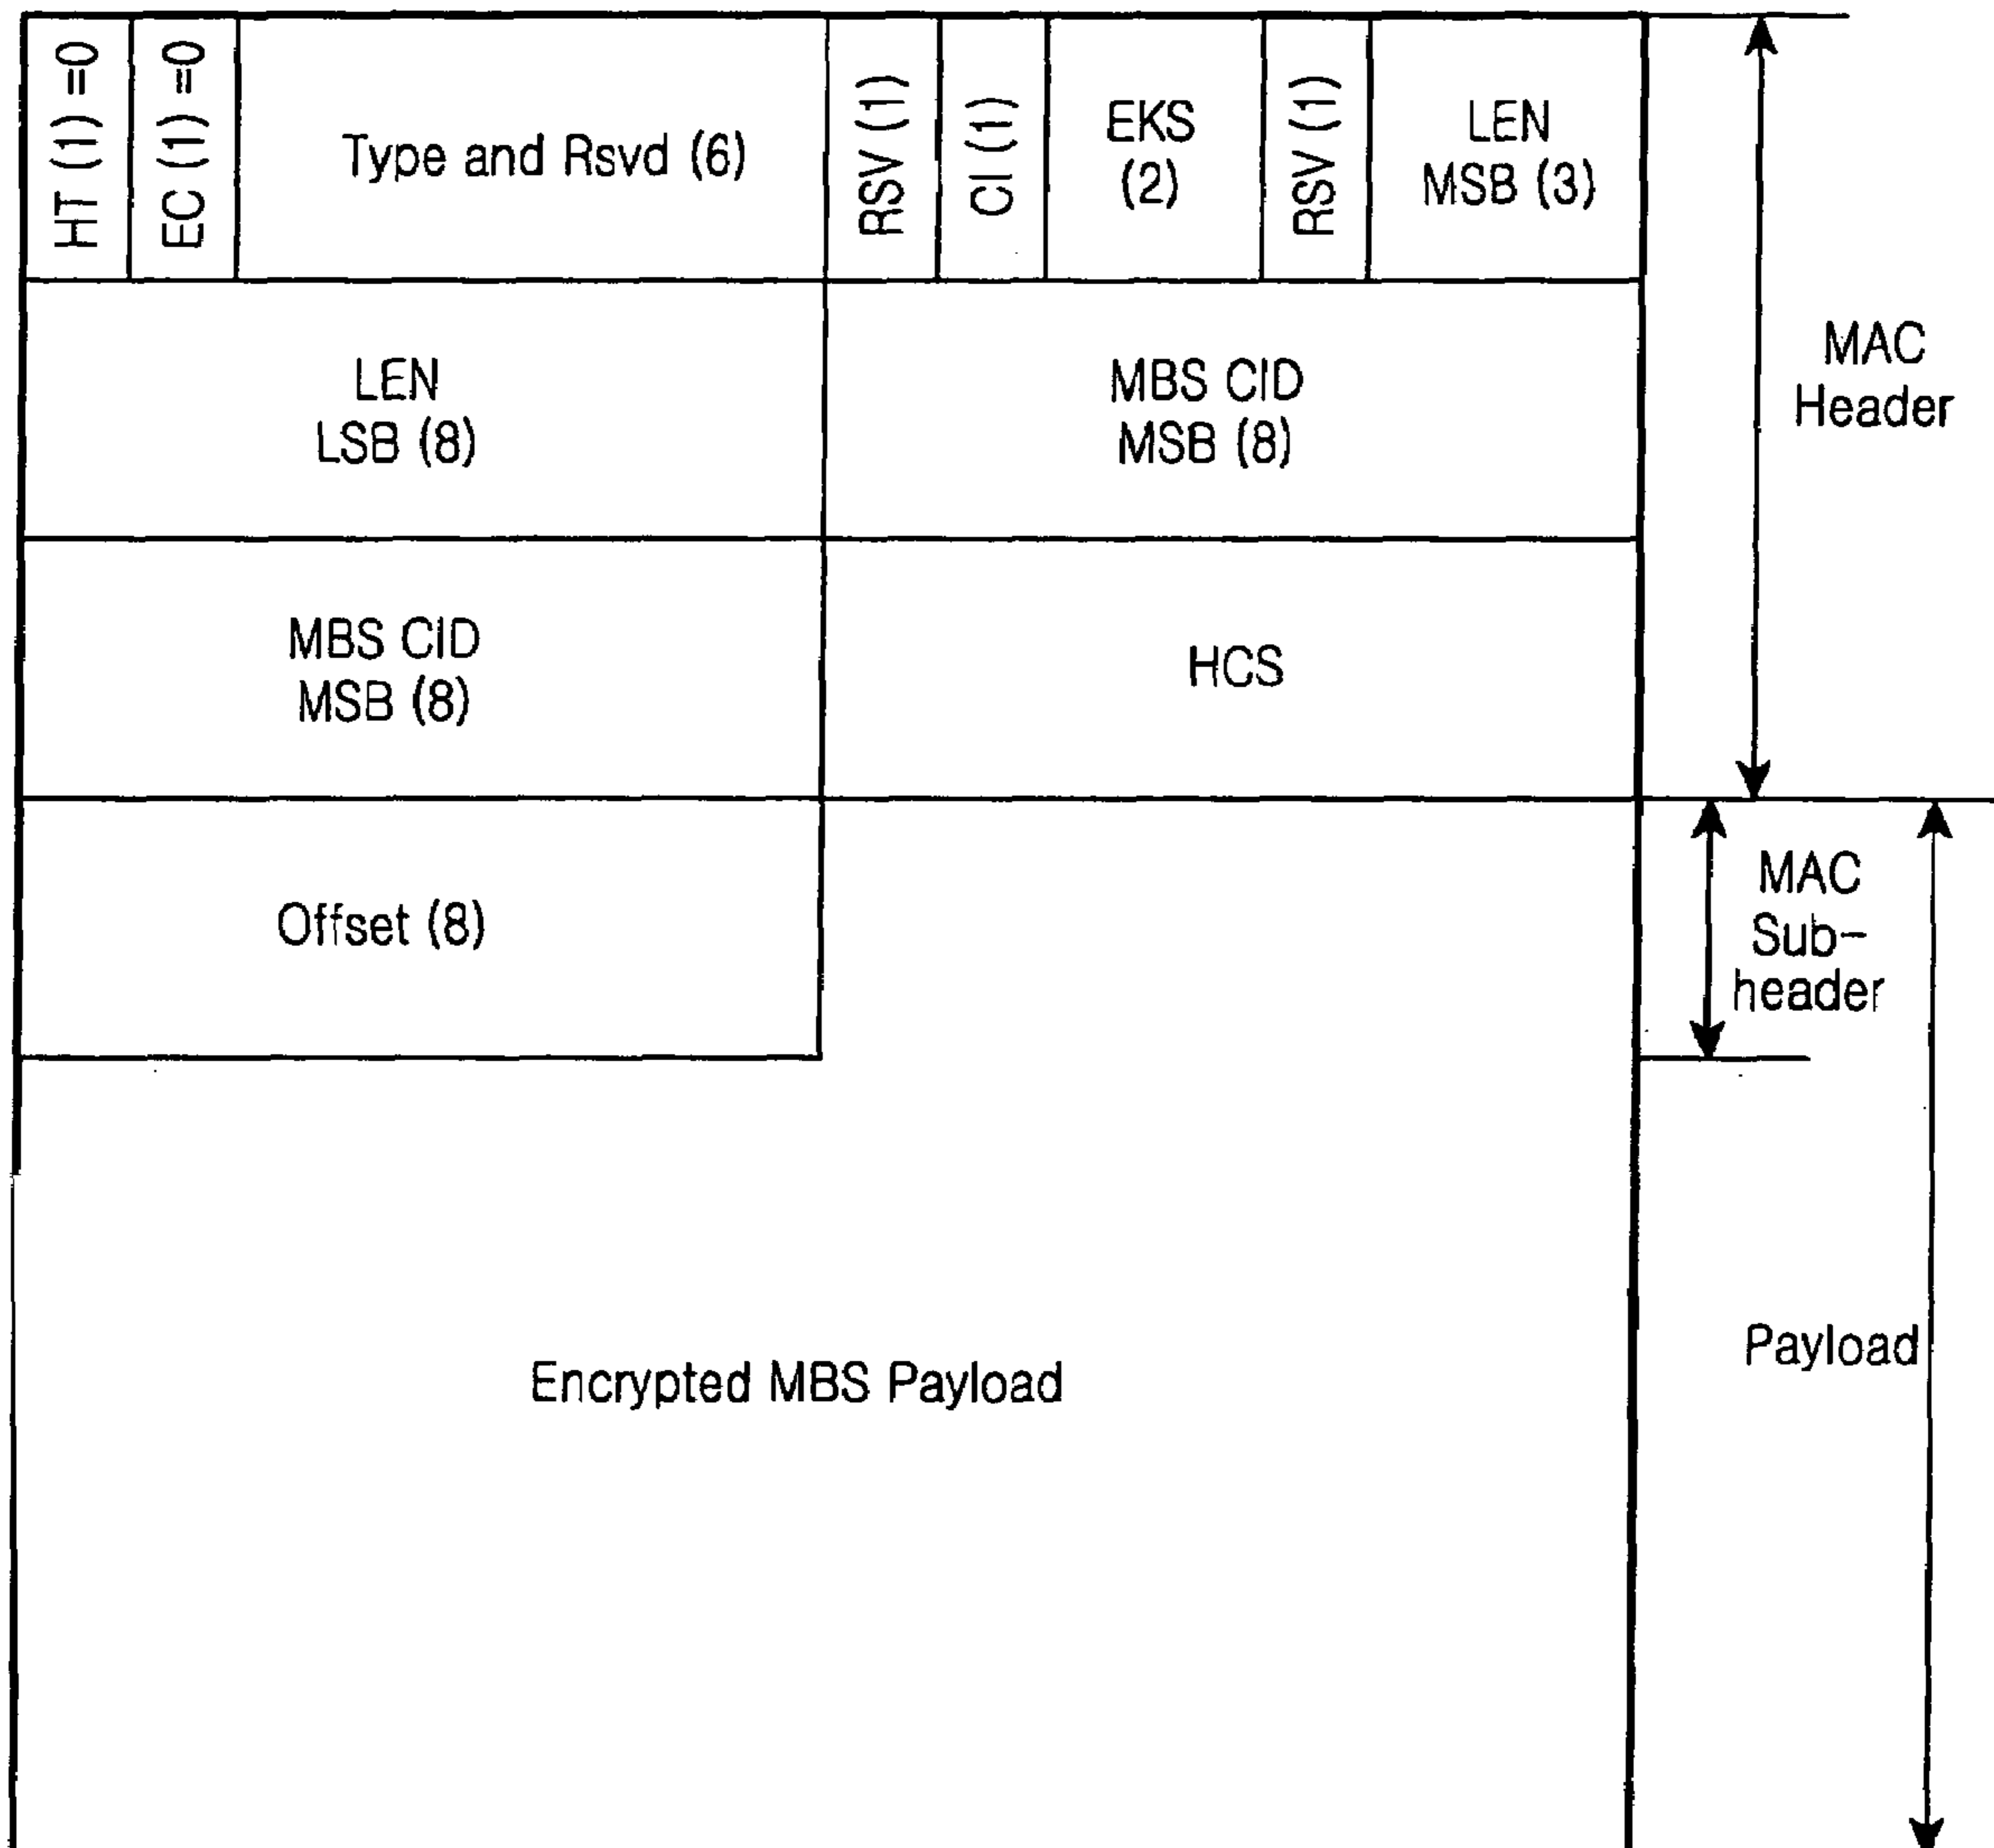 HT (1) =0
EC (1) =0
Type and Rsvd (6)
RSV (1)
CI (1)
EKS
(2)
RSV (1)
LEN
MSB (3)
LEN
LSB (8)
MBS CID
MSB (8)
MAC
Header
MBS CID
MSB (8)
HCS
Offset (8)
MAC
Sub-
header
Encrypted MBS Payload
Payload